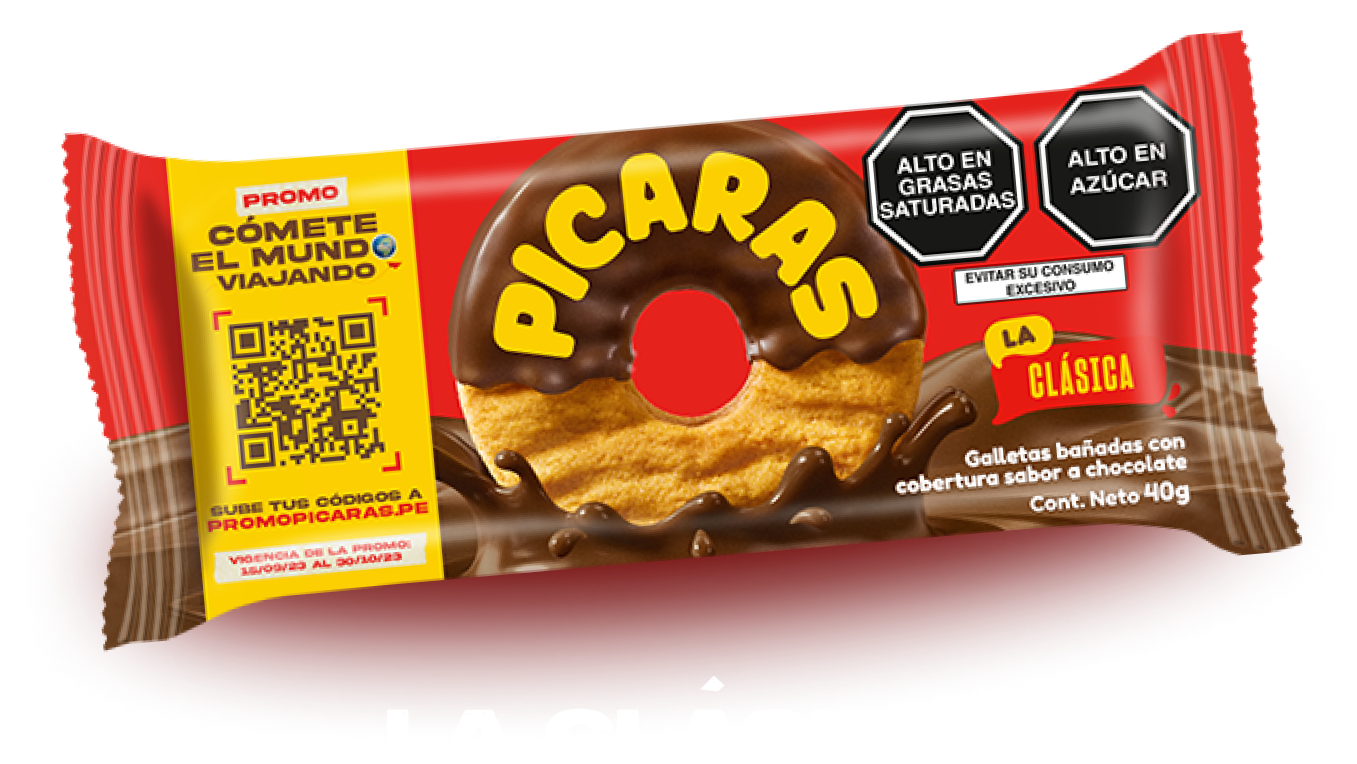 PROMO
CÓMETE
EL MUNDO
VIAJANDO
SUBE TUS CÓDIGOS A
PROMOPICARAS.PE
VIGENCIA DE LA PROMO:
15/09/23 AL 30/10/23
PICARAS
ALTO EN
GRASAS
SATURADAS
ALTO EN
AZÚCAR
EVITAR SU CONSUMO
EXCESIVO
LA
CLÁSICA
Galletas bañadas con
cobertura sabor a chocolate
Cont. Neto 40g